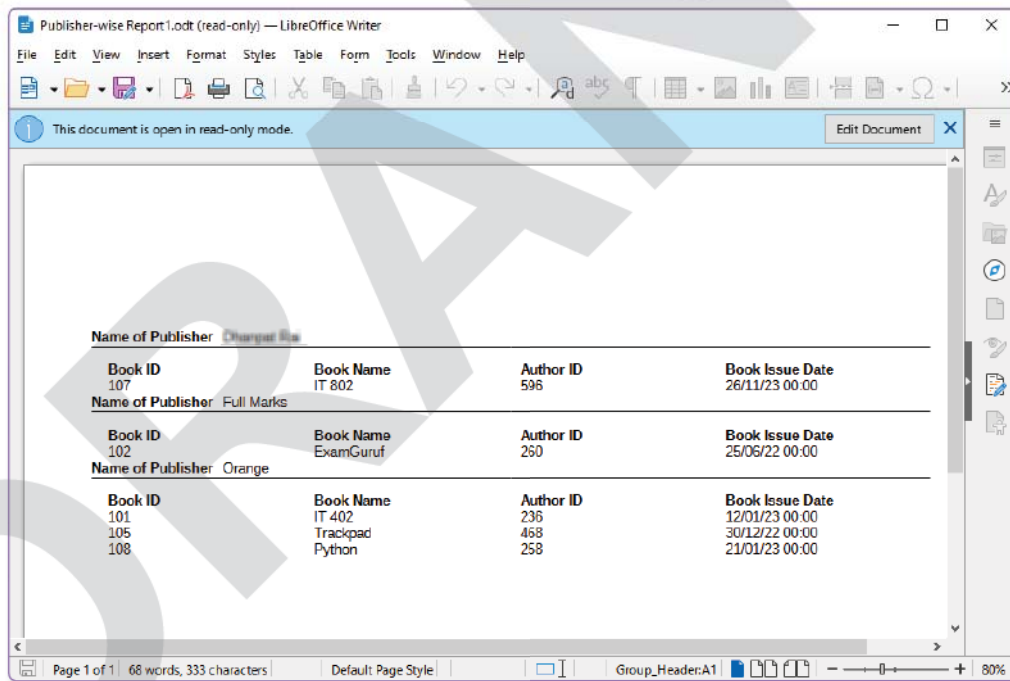 Publisher-wise Report1.odt (read-only) — LibreOffice Writer
File Edit View Insert Format Styles Table Form Tools Window Help
This document is open in read-only mode. Edit Document
Name of Publisher
Book ID Book Name Author ID Book Issue Date
107 IT 802 596 26/11/23 00:00
Name of Publisher Full Marks
Book ID Book Name Author ID Book Issue Date
102 ExamGuruf 260 25/06/22 00:00
Name of Publisher Orange
Book ID Book Name Author ID Book Issue Date
101 IT 402 236 12/01/23 00:00
105 Trackpad 468 30/12/22 00:00
108 Python 258 21/01/23 00:00
Page 1 of 1 68 words, 333 characters Default Page Style Group_Header:A1 80%